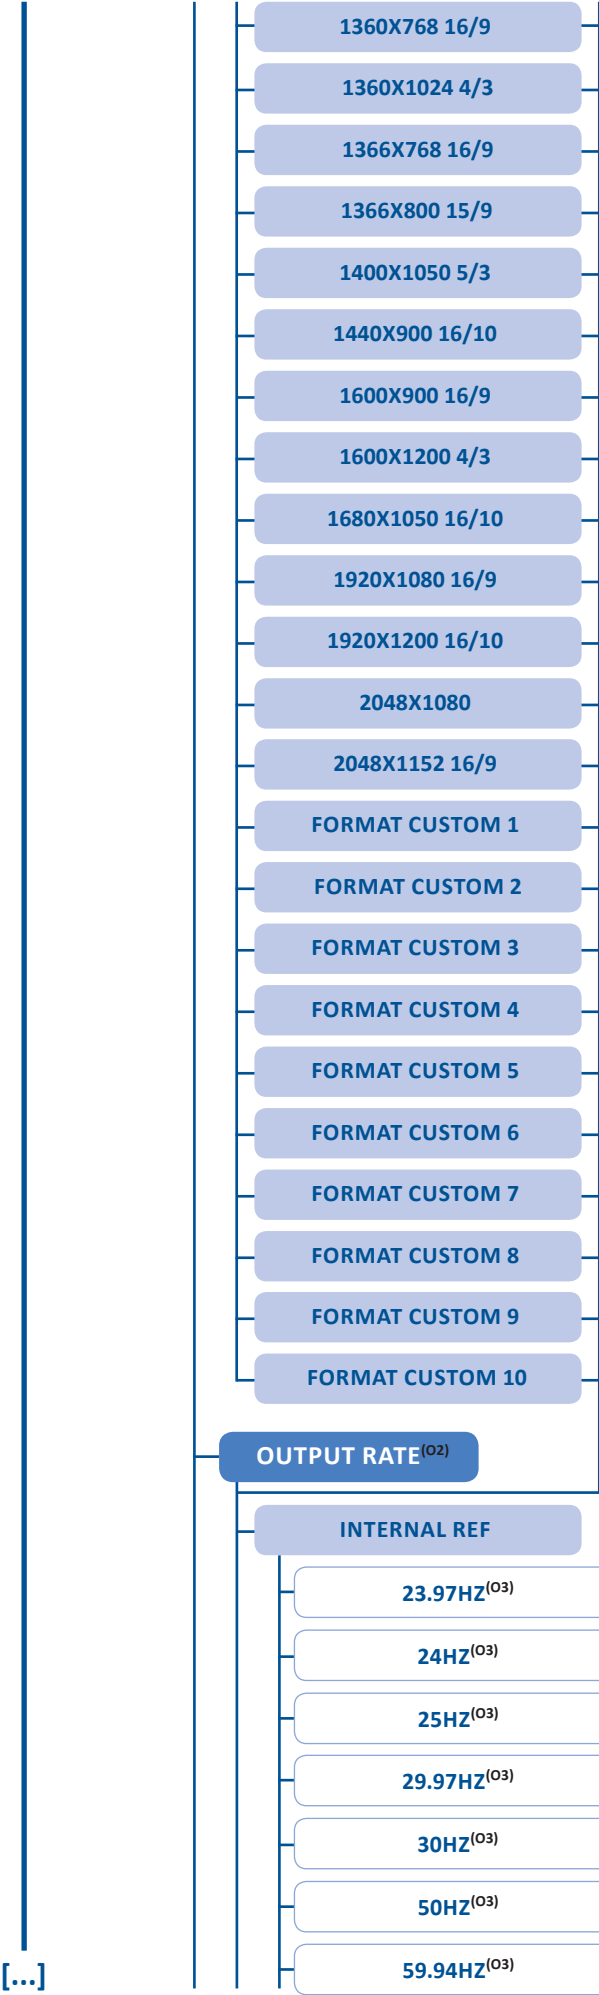 1360X768 16/9
1360X1024 4/3
1366X768 16/9
1366X800 15/9
1400X1050 5/3
1440X900 16/10
1600X900 16/9
1600X1200 4/3
1680X1050 16/10
1920X1080 16/9
1920X1200 16/10
2048X1080
2048X1152 16/9
FORMAT CUSTOM 1
FORMAT CUSTOM 2
FORMAT CUSTOM 3
FORMAT CUSTOM 4
FORMAT CUSTOM 5
FORMAT CUSTOM 6
FORMAT CUSTOM 7
FORMAT CUSTOM 8
FORMAT CUSTOM 9
FORMAT CUSTOM 10
OUTPUT RATE(O2)
INTERNAL REF
23.97HZ(O3)
24HZ(O3)
25HZ(O3)
29.97HZ(O3)
30HZ(O3)
50HZ(O3)
59.94HZ(O3)
[...]